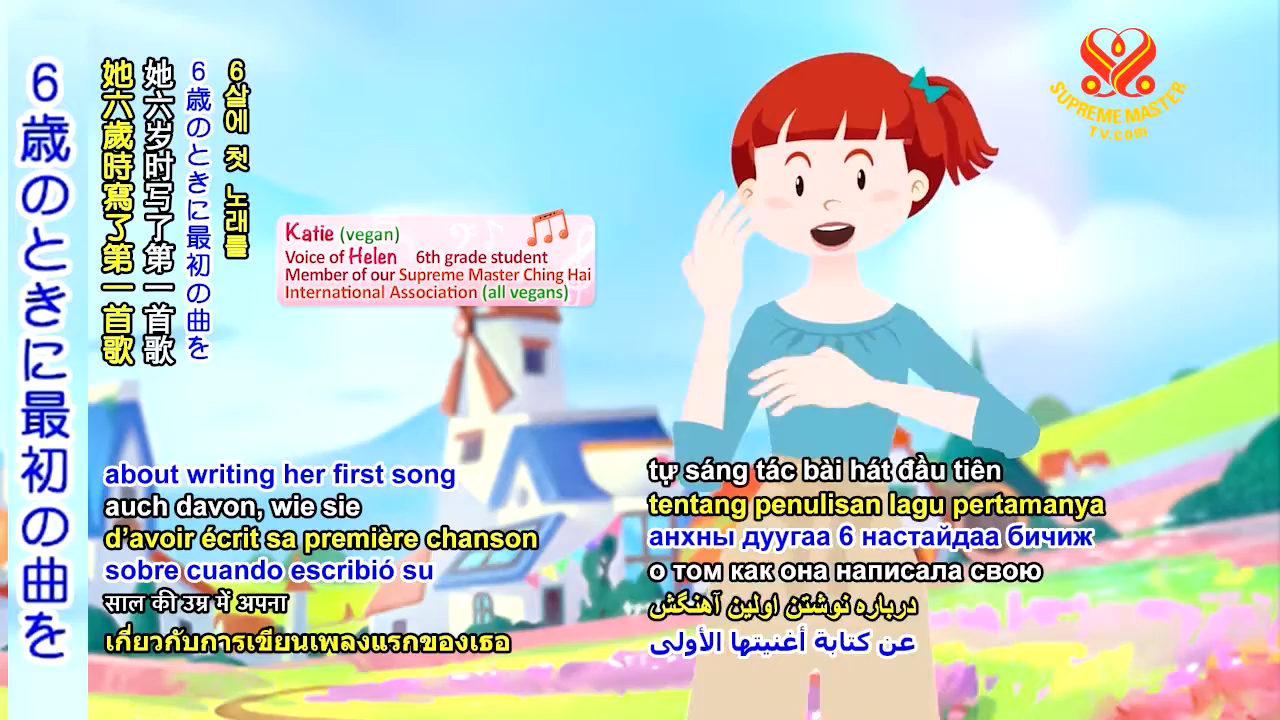 6歳のときに最初の曲を
她六歲時寫了第一首歌
她六岁时写了第一首歌
6歳のときに最初の曲を
6살에 첫 노래를
Katie (vegan)
Voice of Helen 6th grade student
Member of our Supreme Master Ching Hai
International Association (all vegans)
SUPREME MASTER
TV.com
about writing her first song
auch davon, wie sie
d'avoir écrit sa première chanson
sobre cuando escribió su
साल की उम्र में अपना
เกี่ยวกับการเขียนเพลงแรกของเธอ
tự sáng tác bài hát đầu tiên
tentang penulisan lagu pertamanya
анхны дуугаа 6 настайдаа бичиж
о том как она написала свою
درباره نوشتن اولین آهنگش
عن كتابة أغنيتها الأولى